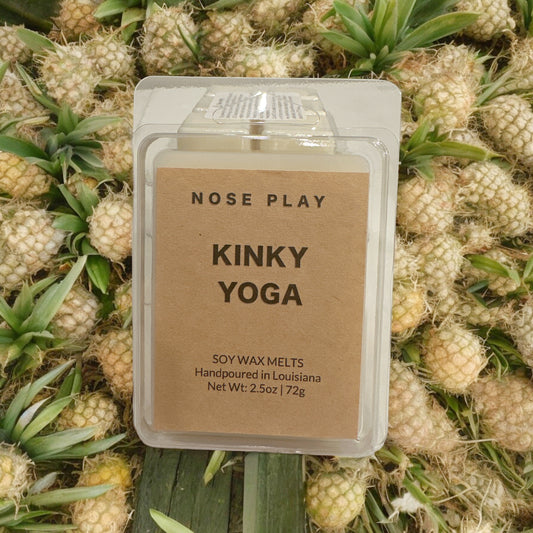 NOSE PLAY
KINKY
YOGA
SOY WAX MELTS
Handpoured in Louisiana
Net Wt: 2.5oz | 72g